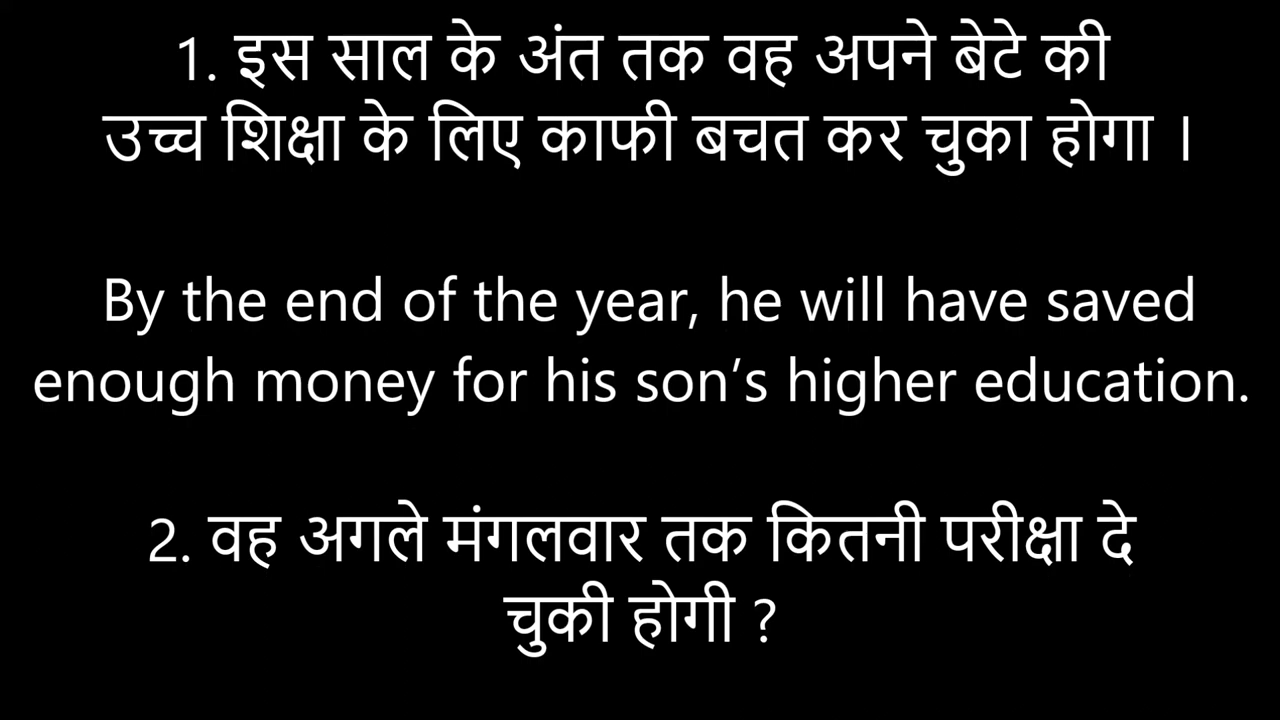 1. इस साल के अंत तक वह अपने बेटे की
उच्च शिक्षा के लिए काफी बचत कर चुका होगा ।
By the end of the year, he will have saved
enough money for his son’s higher education.
2. वह अगले मंगलवार तक कितनी परीक्षा दे
चुकी होगी ?